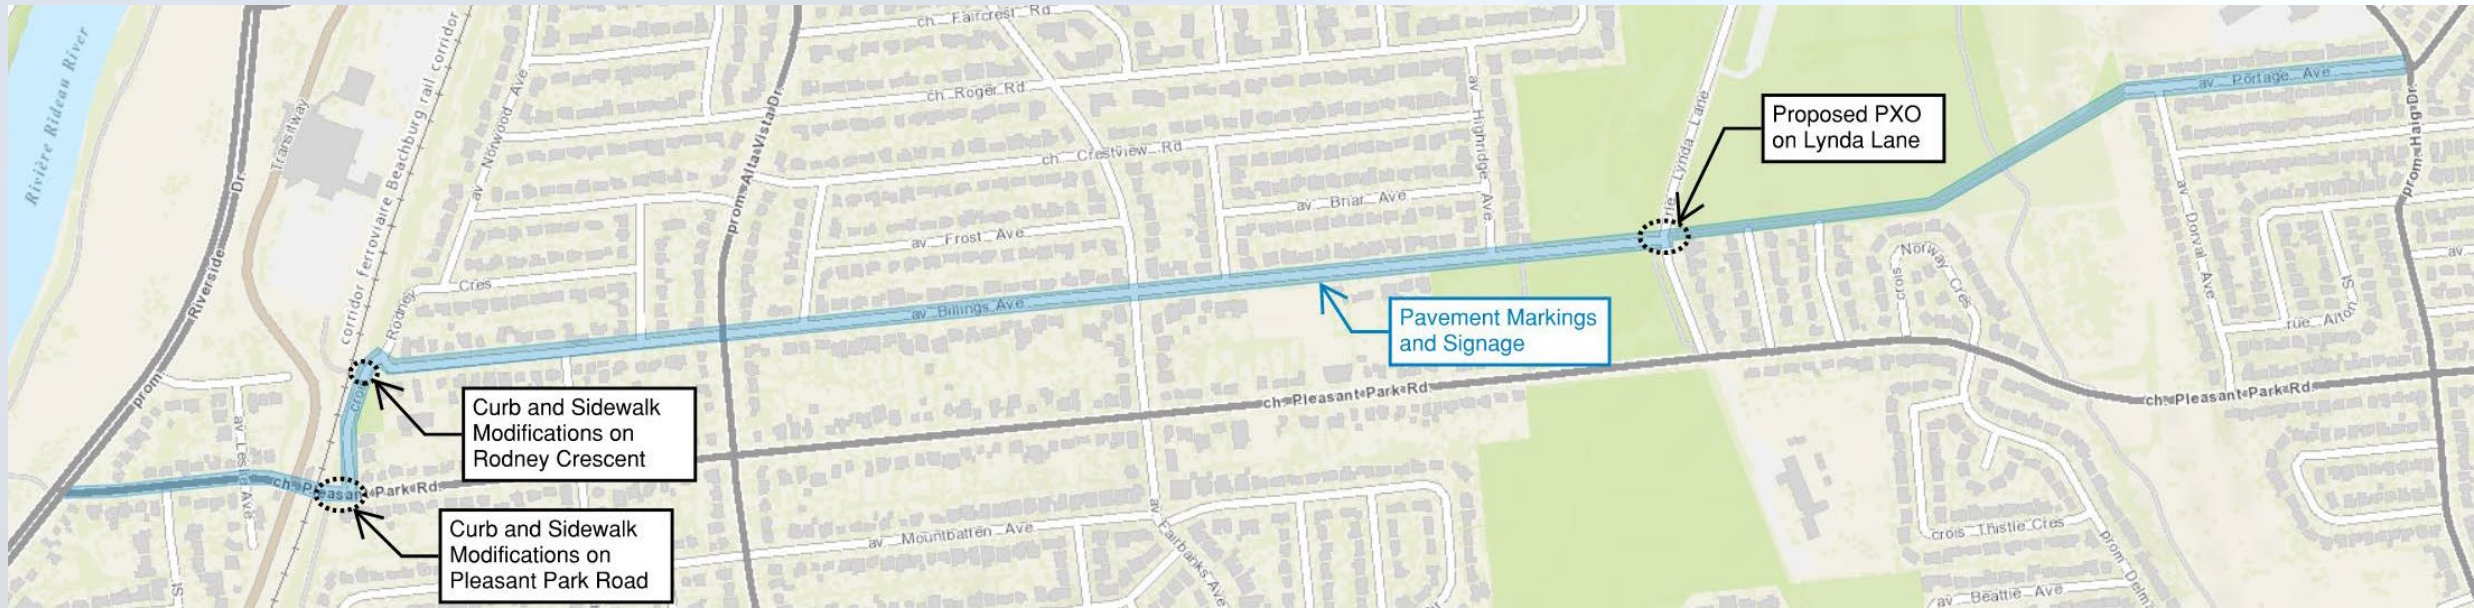 ch. Faircrest Rd
Rivière Rideau River
prom. Riverside Dr.
Transitway
corridor ferroviaire Beachburg rail corridor
av Norwood Ave
ch Roger Rd
prom. Alta Vista Dr.
ch Crestview Rd
av Highridge Ave
Lynda Lane
Proposed PXO
on Lynda Lane
av Portage Ave
prom. Haig Dr.
av Briar Ave
av Frost Ave
av Dorval Ave
Rodney
Cres
av Billings Ave
crois Norway Cres
rue Alton St
av
Pavement Markings
and Signage
Curb and Sidewalk
Modifications on
Rodney Crescent
ch. Pleasant Park Rd.
ch. Pleasant Park Rd.
av Leslie Ave
ch. Pleasant Park Rd.
Curb and Sidewalk
Modifications on
Pleasant Park Road
av Mountbatten Ave
av Fairbanks Ave
crois Thistle Cres
av Beattie Ave
St